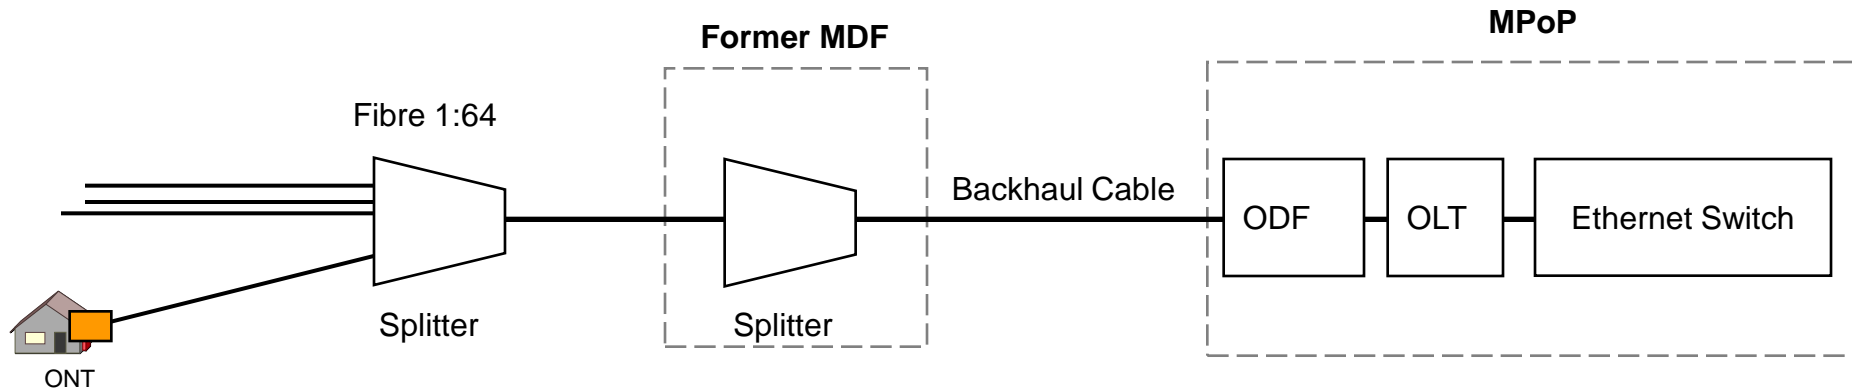 MPoP
Former MDF
Fibre 1:64
Backhaul Cable
ODF
OLT
Ethernet Switch
Splitter
Splitter
ONT